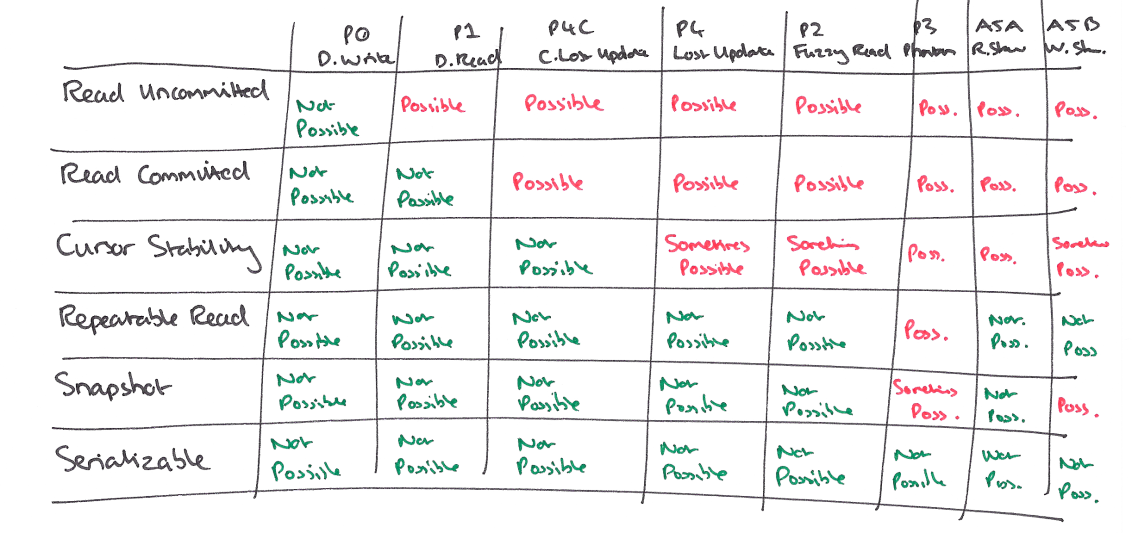 P0 P1 P4C P4 P2 P3 A5A A5B
D.Write D.Read C.Lost Update Lost Update Fuzzy Read Phantom R.Skew W.Sk.
Read Uncommitted Not Possible Possible Possible Possible Possible Poss. Poss. Poss.
Read Committed Not Possible Not Possible Possible Possible Possible Poss. Poss. Poss.
Cursor Stability Not Possible Not Possible Not Possible Sometimes Possible Sometimes Possible Poss. Poss. Sometimes Poss.
Repeatable Read Not Possible Not Possible Not Possible Not Possible Not Possible Poss. Not. Poss. Not Poss
Snapshot Not Possible Not Possible Not Possible Not Possible Not Possible Sometimes Poss. Not Poss. Poss.
Serializable Not Possible Not Possible Not Possible Not Possible Not Possible Not Possible Not Poss. Not Poss.